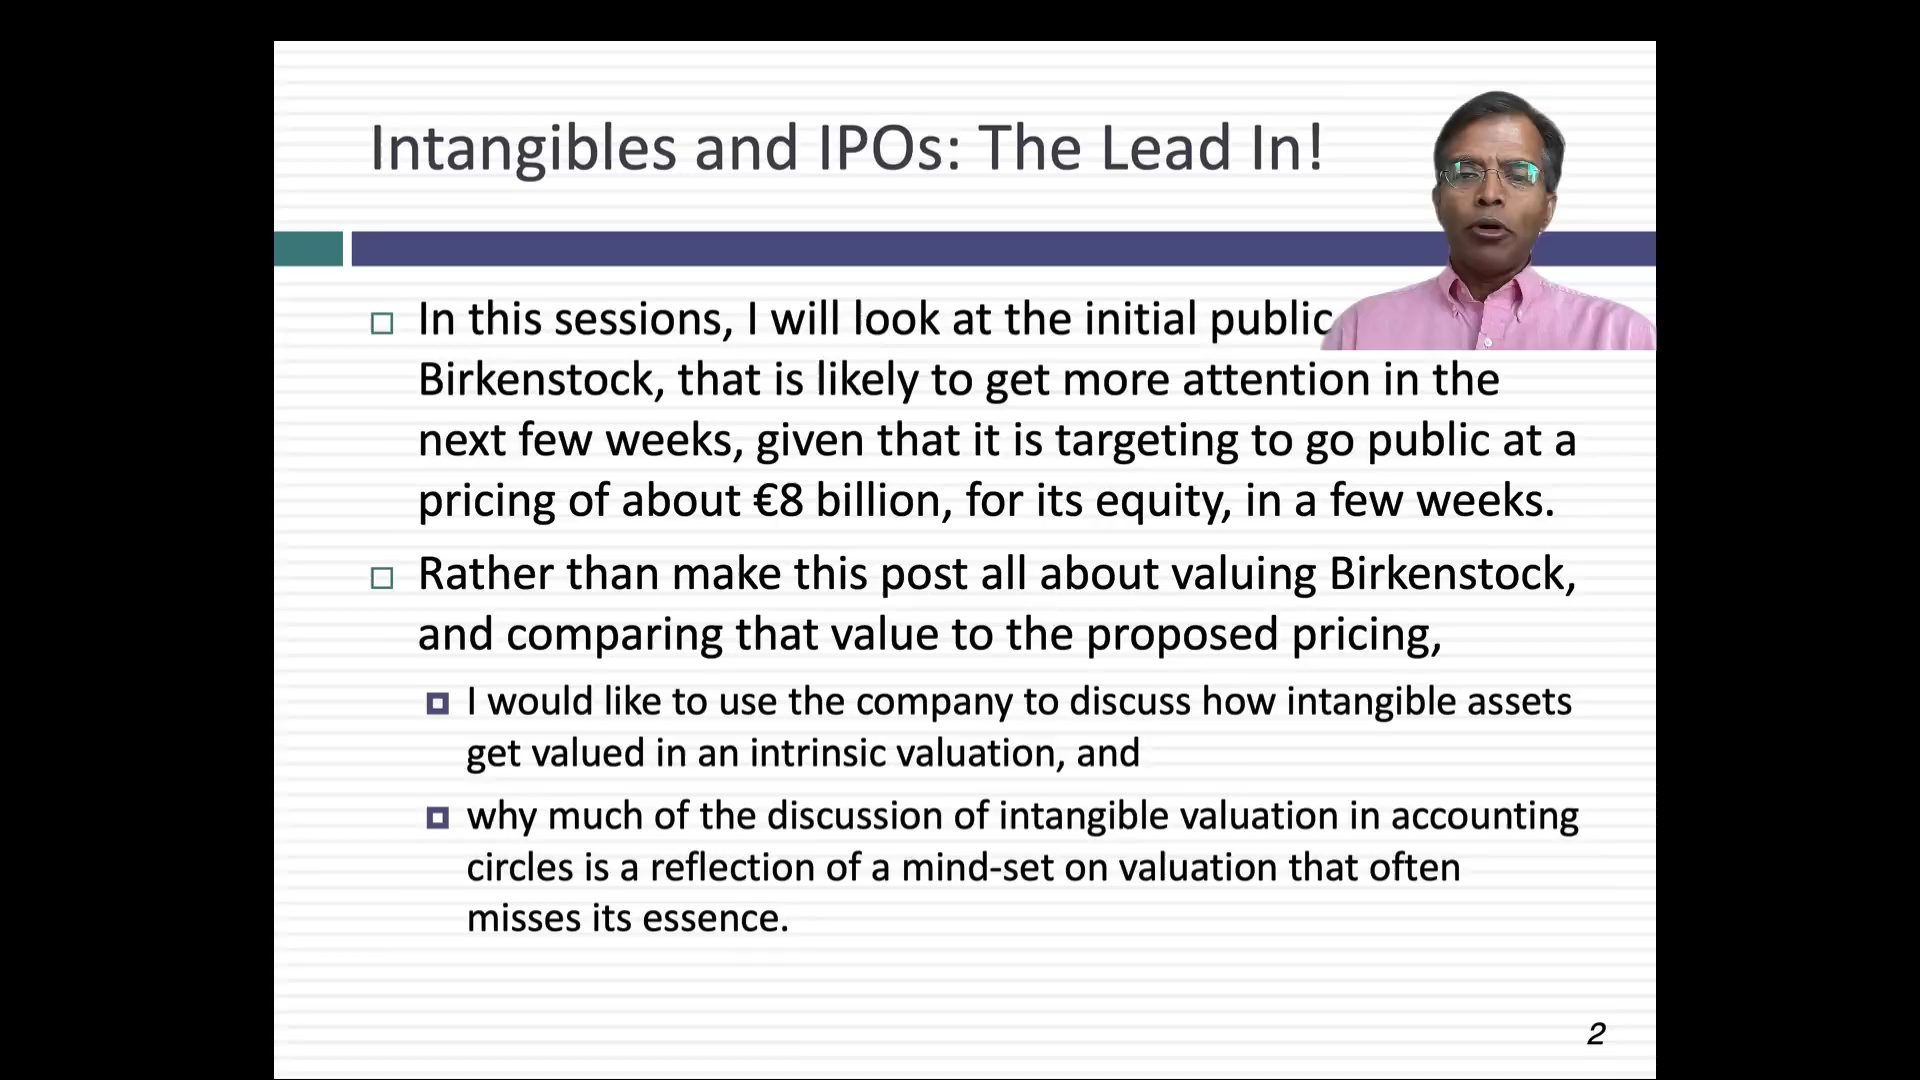 Intangibles and IPOs: The Lead In!
In this sessions, I will look at the initial public
Birkenstock, that is likely to get more attention in the
next few weeks, given that it is targeting to go public at a
pricing of about €8 billion, for its equity, in a few weeks.
Rather than make this post all about valuing Birkenstock,
and comparing that value to the proposed pricing,
I would like to use the company to discuss how intangible assets
get valued in an intrinsic valuation, and
why much of the discussion of intangible valuation in accounting
circles is a reflection of a mind-set on valuation that often
misses its essence.
2